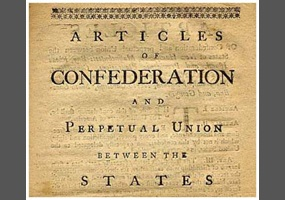 ARTICLES
OF
CONFEDERATION
AND
PERPETUAL UNION
BETWEEN THE
STATES